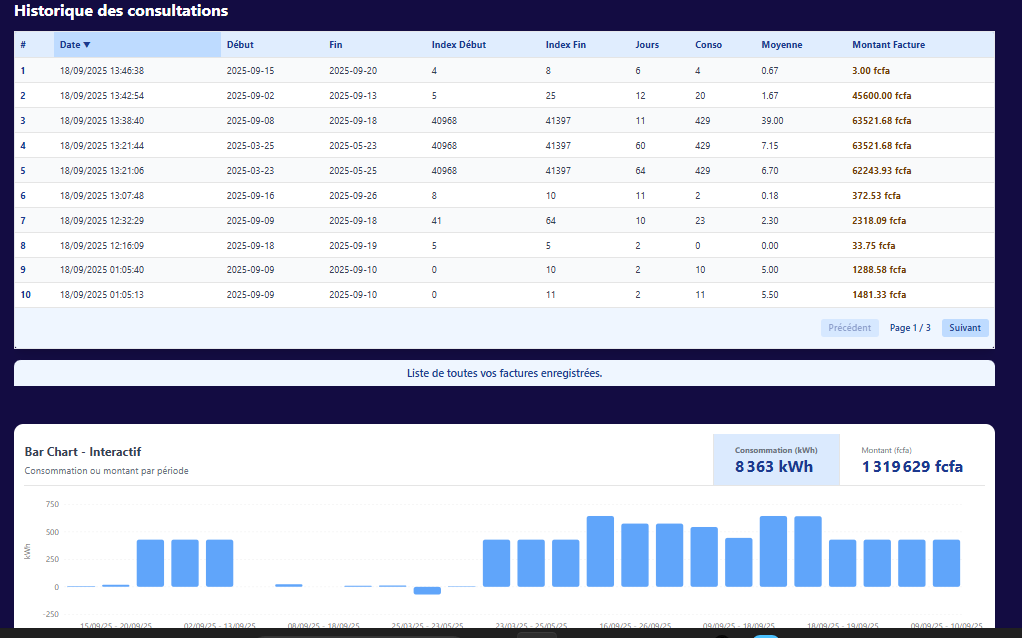 Historique des consultations
# Date ▼ Début Fin Index Début Index Fin Jours Conso Moyenne Montant Facture
1 18/09/2025 13:46:38 2025-09-15 2025-09-20 4 8 6 4 0.67 3.00 fcfa
2 18/09/2025 13:42:54 2025-09-02 2025-09-13 5 25 12 20 1.67 45600.00 fcfa
3 18/09/2025 13:38:40 2025-09-08 2025-09-18 40968 41397 11 429 39.00 63521.68 fcfa
4 18/09/2025 13:21:44 2025-03-25 2025-05-23 40968 41397 60 429 7.15 63521.68 fcfa
5 18/09/2025 13:21:06 2025-03-23 2025-05-25 40968 41397 64 429 6.70 62243.93 fcfa
6 18/09/2025 13:07:48 2025-09-16 2025-09-26 8 10 11 2 0.18 372.53 fcfa
7 18/09/2025 12:32:29 2025-09-09 2025-09-18 41 64 10 23 2.30 2318.09 fcfa
8 18/09/2025 12:16:09 2025-09-18 2025-09-19 5 5 2 0 0.00 33.75 fcfa
9 18/09/2025 01:05:40 2025-09-09 2025-09-10 0 10 2 10 5.00 1288.58 fcfa
10 18/09/2025 01:05:13 2025-09-09 2025-09-10 0 11 2 11 5.50 1481.33 fcfa
Précédent Page 1 / 3 Suivant
Liste de toutes vos factures enregistrées.
Bar Chart - Interactif
Consommation ou montant par période
Consommation (kWh)
8 363 kWh
Montant (fcfa)
1 319 629 fcfa
750
500
250
0
-250
kWh
15/09/25 - 20/09/25 02/09/25 - 13/09/25 08/09/25 - 18/09/25 25/03/25 - 23/05/25 23/03/25 - 25/05/25 16/09/25 - 26/09/25 09/09/25 - 18/09/25 18/09/25 - 19/09/25 09/09/25 - 10/09/25